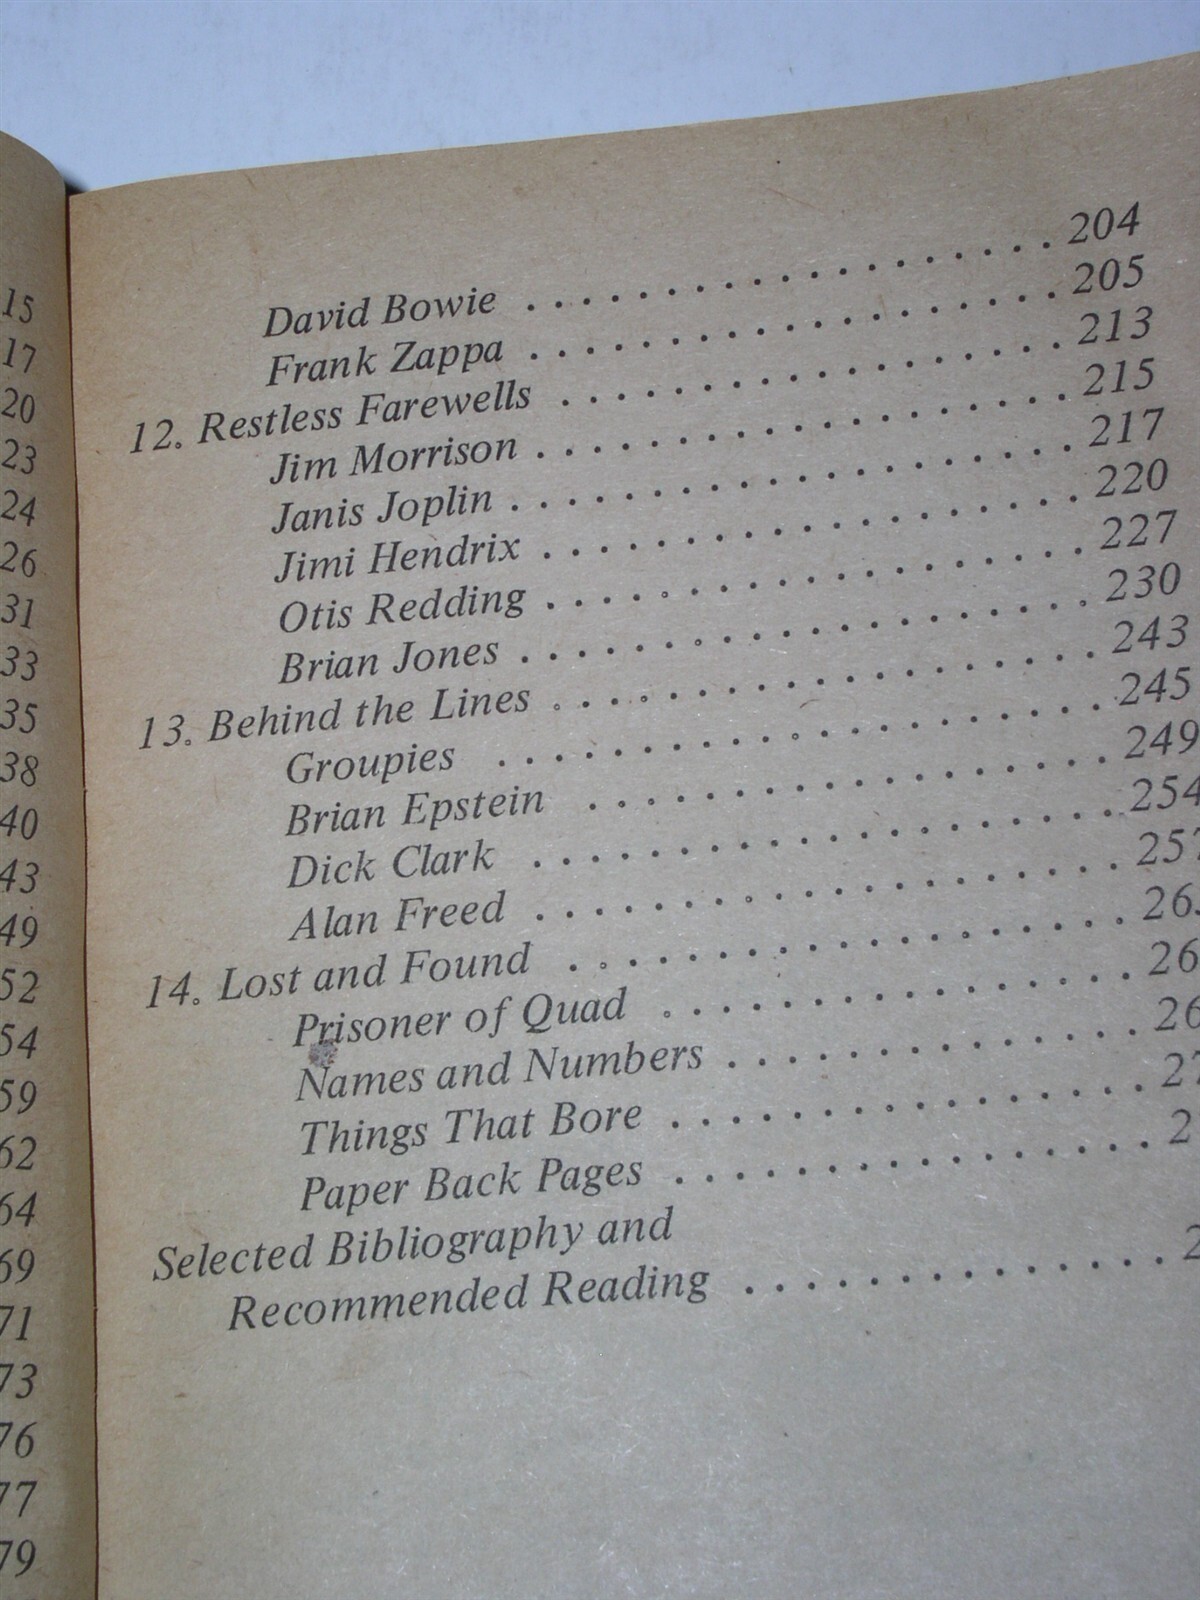 15
17
20
23
24
26
31
33
35
38
40
43
49
52
54
59
62
64
69
71
73
76
77
79
David Bowie . . . . . . . . . . . . . . . . . . . 204
Frank Zappa . . . . . . . . . . . . . . . . . . . 205
12. Restless Farewells . . . . . . . . . . . . . . . . . . 213
Jim Morrison . . . . . . . . . . . . . . . . . . . 215
Janis Joplin . . . . . . . . . . . . . . . . . . . . 217
Jimi Hendrix . . . . . . . . . . . . . . . . . . . 220
Otis Redding . . . . . . . . . . . . . . . . . . . 227
Brian Jones . . . . . . . . . . . . . . . . . . . . 230
13. Behind the Lines . . . . . . . . . . . . . . . . . . . 243
Groupies . . . . . . . . . . . . . . . . . . . . . 245
Brian Epstein . . . . . . . . . . . . . . . . . . 249
Dick Clark . . . . . . . . . . . . . . . . . . . . 254
Alan Freed . . . . . . . . . . . . . . . . . . . . 257
14. Lost and Found . . . . . . . . . . . . . . . . . . .
Prisoner of Quad . . . . . . . . . . . . . . . .
Names and Numbers . . . . . . . . . . . . . .
Things That Bore . . . . . . . . . . . . . . . .
Paper Back Pages . . . . . . . . . . . . . . . .
Selected Bibliography and
Recommended Reading . . . . . . . . . . . . . .